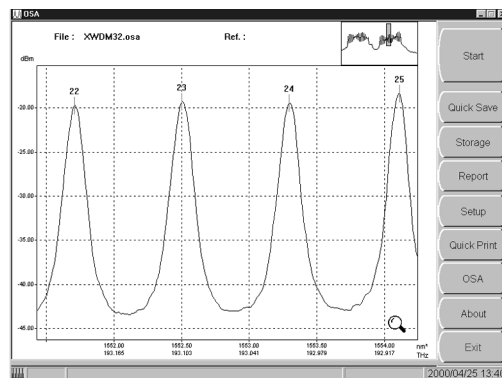 OSA
File : XWDM32.osa Ref. :
dBm
22 23 24 25
-20.00
-25.00
-30.00
-35.00
-40.00
-45.00
1552.00 1552.50 1553.00 1553.50 1554.00 nm*
193.165 193.103 193.041 192.979 192.917 THz
Start
Quick Save
Storage
Report
Setup
Quick Print
OSA
About
Exit
2000/04/25 13:40